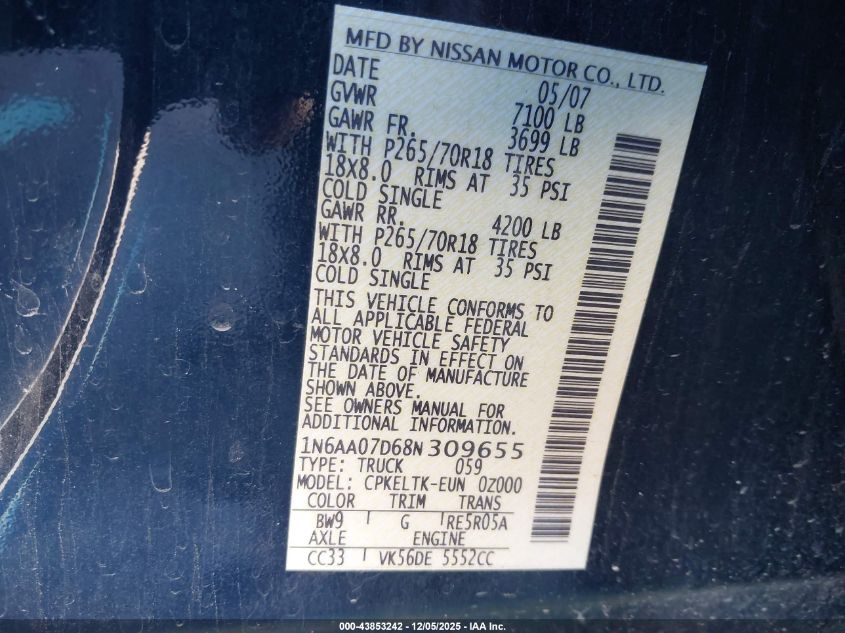 MFD BY NISSAN MOTOR CO., LTD.
DATE 05/07
GVWR 7100 LB
GAWR FR. 3699 LB
WITH P265/70R18 TIRES
18X8.0 RIMS AT 35 PSI
COLD SINGLE
GAWR RR. 4200 LB
WITH P265/70R18 TIRES
18X8.0 RIMS AT 35 PSI
COLD SINGLE
THIS VEHICLE CONFORMS TO
ALL APPLICABLE FEDERAL
MOTOR VEHICLE SAFETY
STANDARDS IN EFFECT ON
THE DATE OF MANUFACTURE
SHOWN ABOVE.
SEE OWNERS MANUAL FOR
ADDITIONAL INFORMATION.
1N6AA07D68N 309655
TYPE: TRUCK 059
MODEL: CPKELTK-EUN 0Z000
COLOR TRIM TRANS
BW9 G RE5R05A
AXLE ENGINE
CC33 VK56DE 5552CC
000-43853242 - 12/05/2025 - IAA Inc.